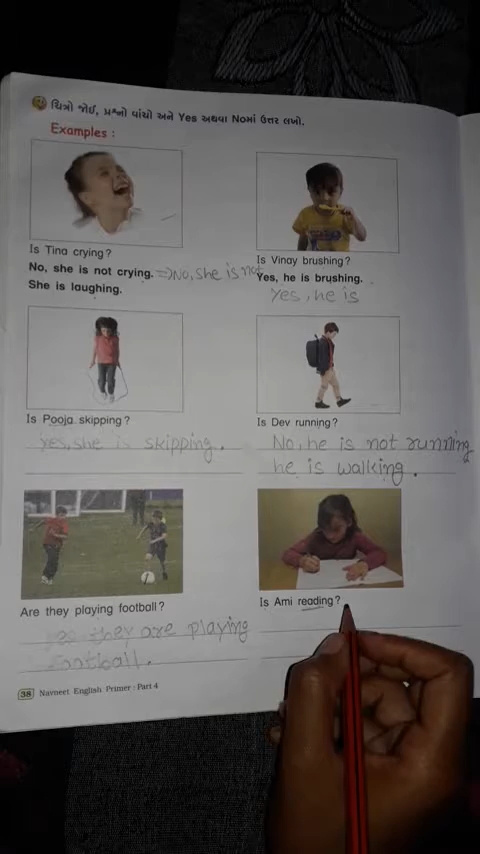 ચિત્રો જોઈ, પ્રશ્નો વાંચો અને Yes અથવા Noમાં ઉત્તર લખો.
Examples :
Is Tina crying?
No, she is not crying. ⇒No, she is not
She is laughing.
Is Vinay brushing?
Yes, he is brushing.
Yes, he is
Is Pooja skipping?
Yes, she is skipping.
Is Dev running?
No, he is not running
he is walking.
Are they playing football?
Yes they are playing
football.
Is Ami reading?
38 Navneet English Primer : Part 4